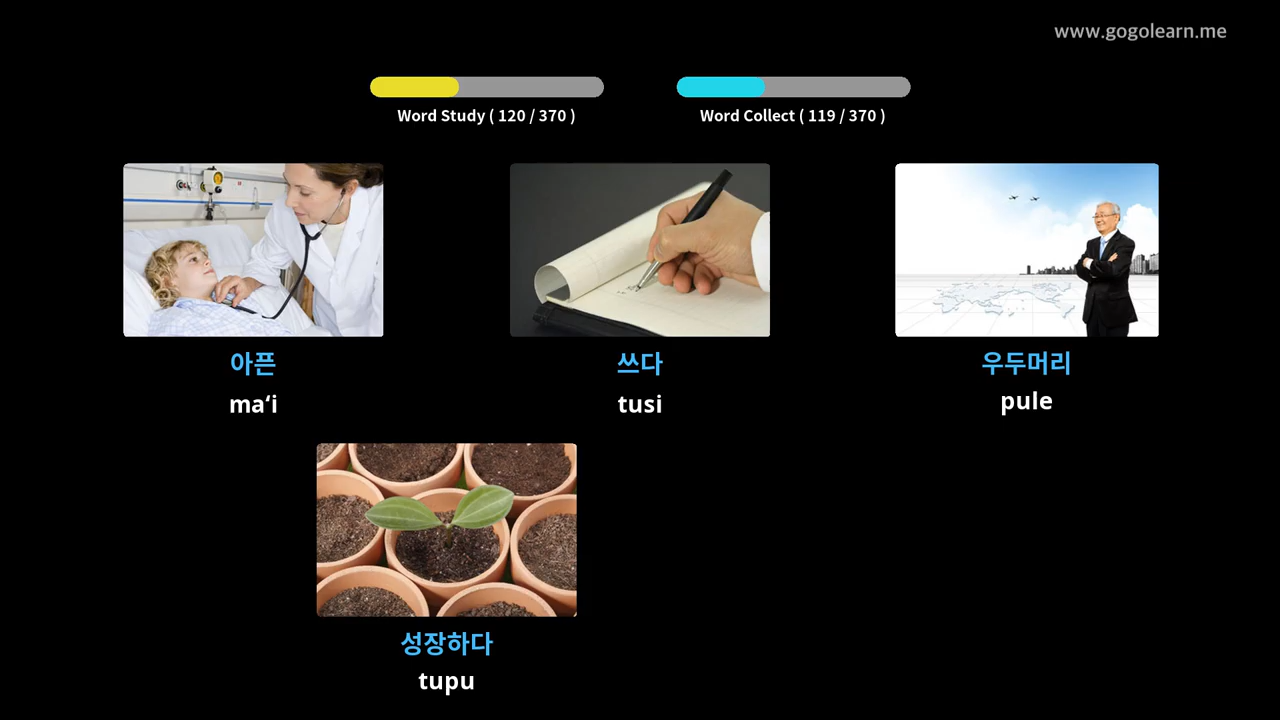 www.gogolearn.me
Word Study ( 120 / 370 )
Word Collect ( 119 / 370 )
아픈
maʻi
쓰다
tusi
우두머리
pule
성장하다
tupu